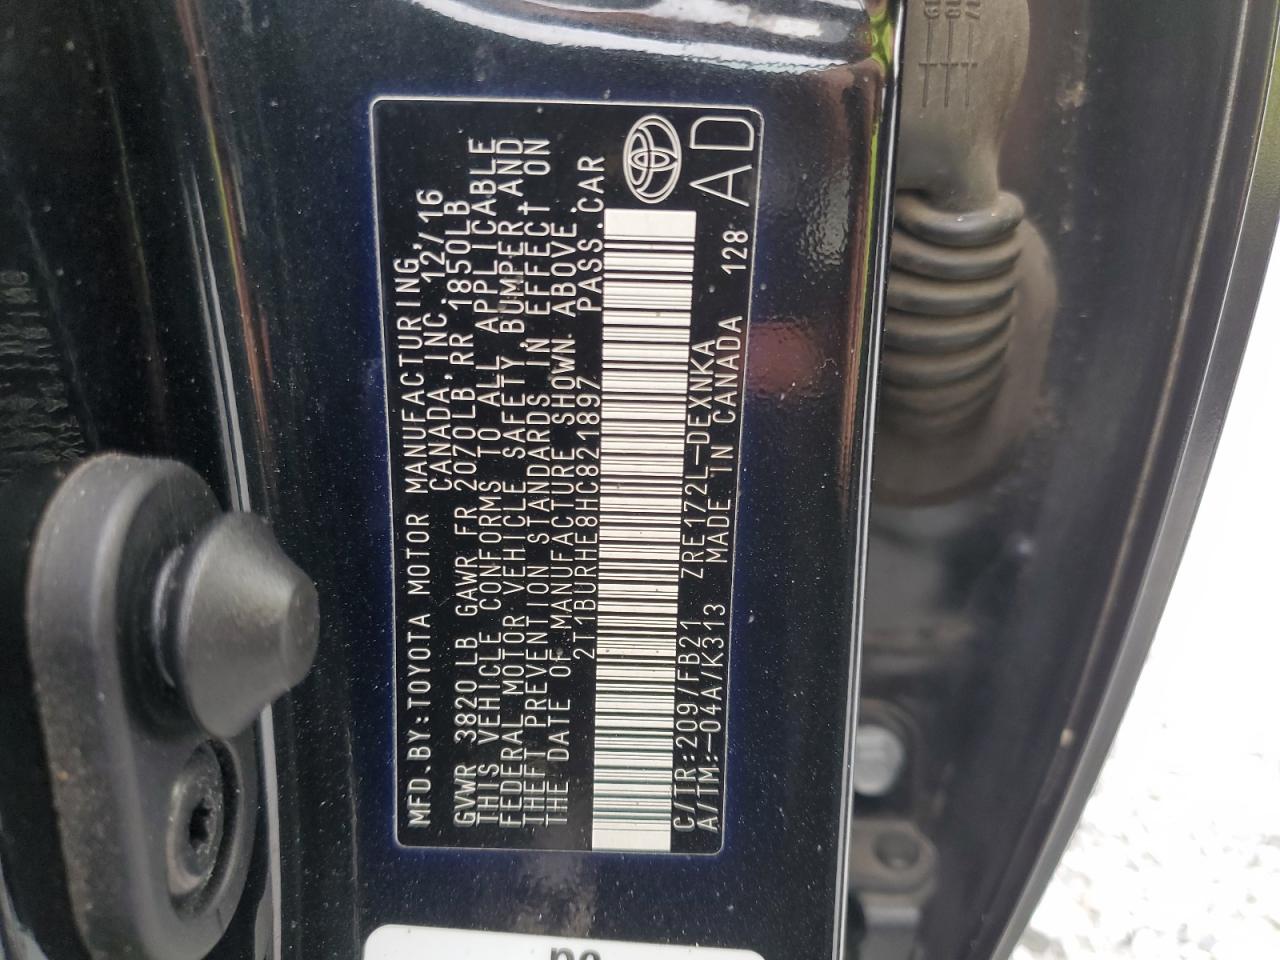 MFD.BY:TOYOTA MOTOR MANUFACTURING,
CANADA,INC. 12/16
GVWR 3820LB GAWR FR 2070LB,RR 1850LB
THIS VEHICLE CONFORMS TO ALL APPLICABLE
FEDERAL MOTOR VEHICLE SAFETY,BUMPER,AND
THEFT PREVENTION STANDARDS IN EFFECT ON
THE DATE OF MANUFACTURE SHOWN ABOVE.
2T1BURHE8HC821897 PASS.CAR
C/TR:209/FB21 ZRE172L-DEXNKA
A/TM:-04A/K313 MADE IN CANADA 128
AD